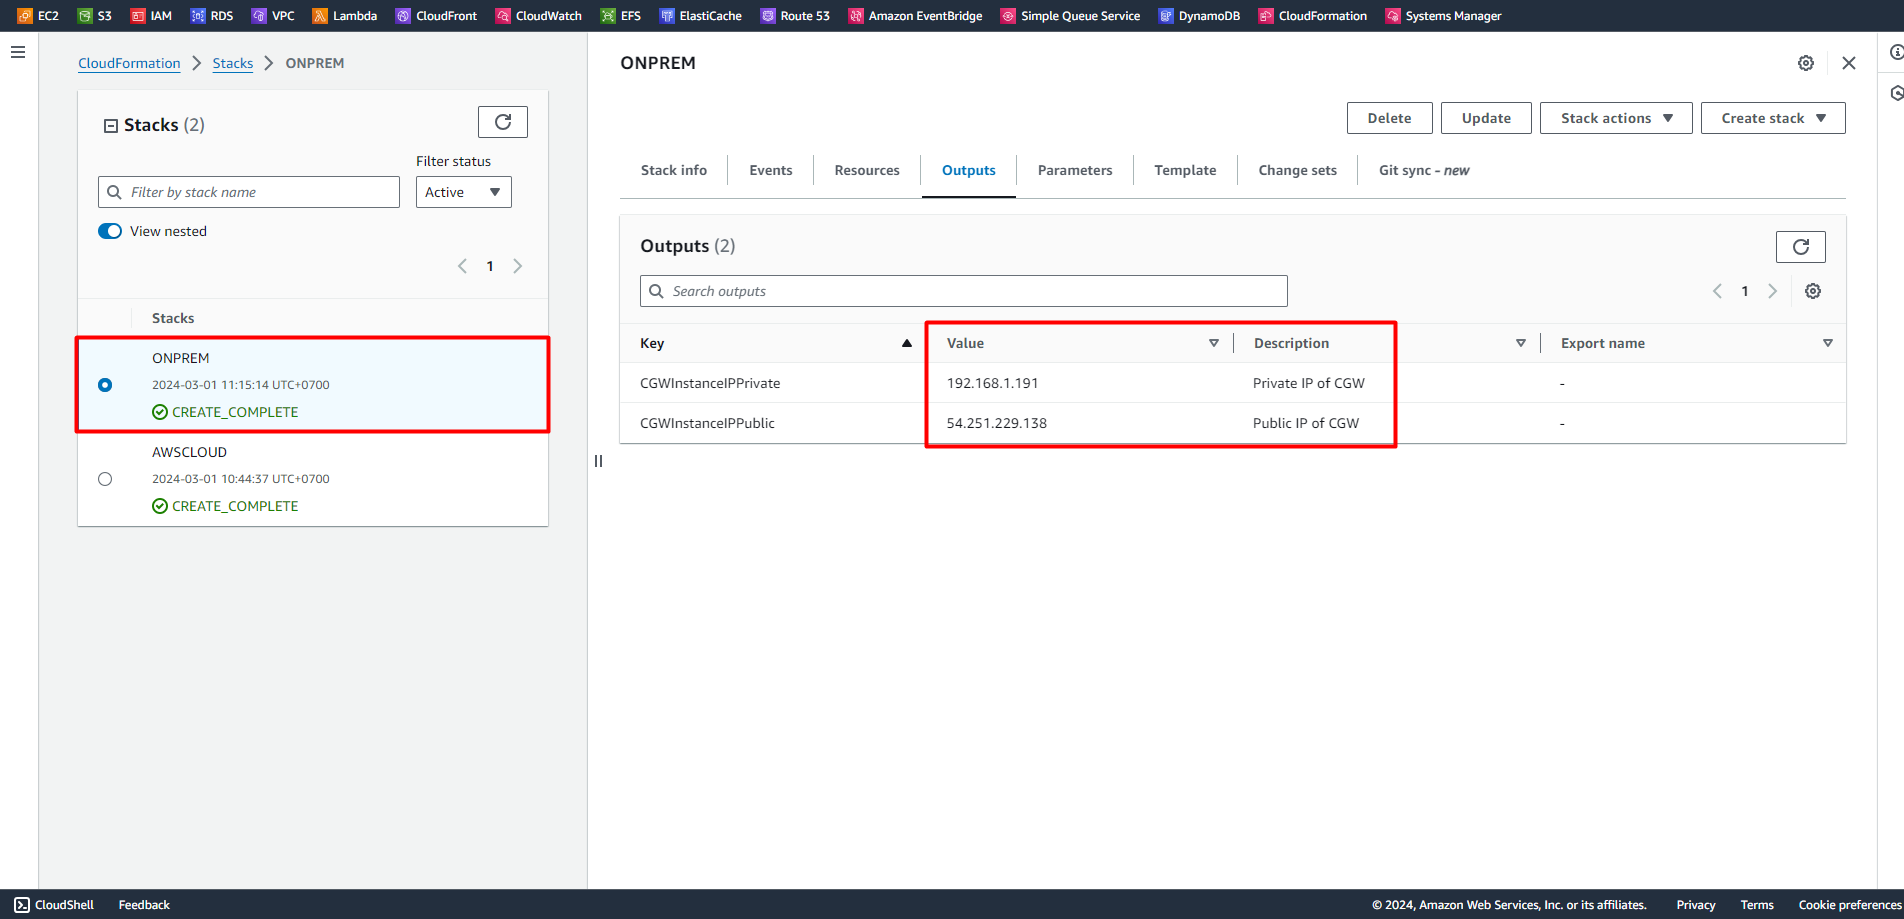 EC2 S3 IAM RDS VPC Lambda CloudFront CloudWatch EFS ElastiCache Route 53 Amazon EventBridge Simple Queue Service DynamoDB CloudFormation Systems Manager
CloudFormation Stacks ONPREM
Stacks (2)
Filter status
Filter by stack name
Active
View nested
1
Stacks
ONPREM
2024-03-01 11:15:14 UTC+0700
CREATE_COMPLETE
AWSCLOUD
2024-03-01 10:44:37 UTC+0700
CREATE_COMPLETE
ONPREM
Delete Update Stack actions Create stack
Stack info Events Resources Outputs Parameters Template Change sets Git sync - new
Outputs (2)
Search outputs
1
Key Value Description Export name
CGWInstanceIPPrivate 192.168.1.191 Private IP of CGW -
CGWInstanceIPPublic 54.251.229.138 Public IP of CGW -
CloudShell Feedback © 2024, Amazon Web Services, Inc. or its affiliates. Privacy Terms Cookie preferences